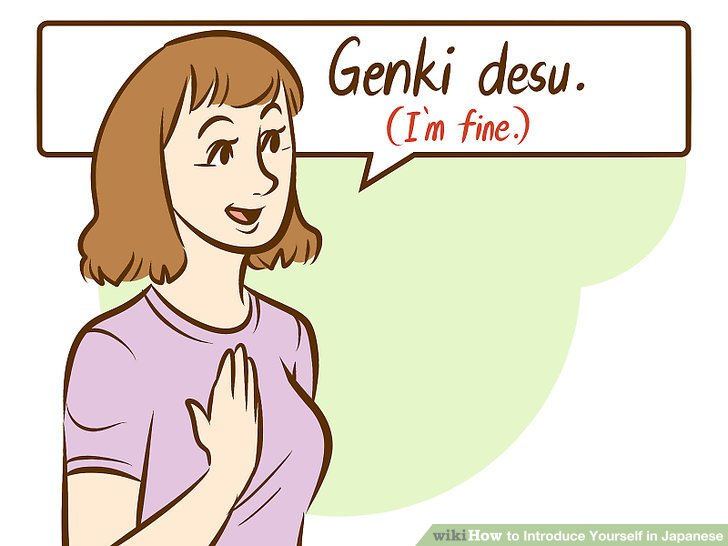 Genki desu.
(I'm fine.)
wikiHow to Introduce Yourself in Japanese